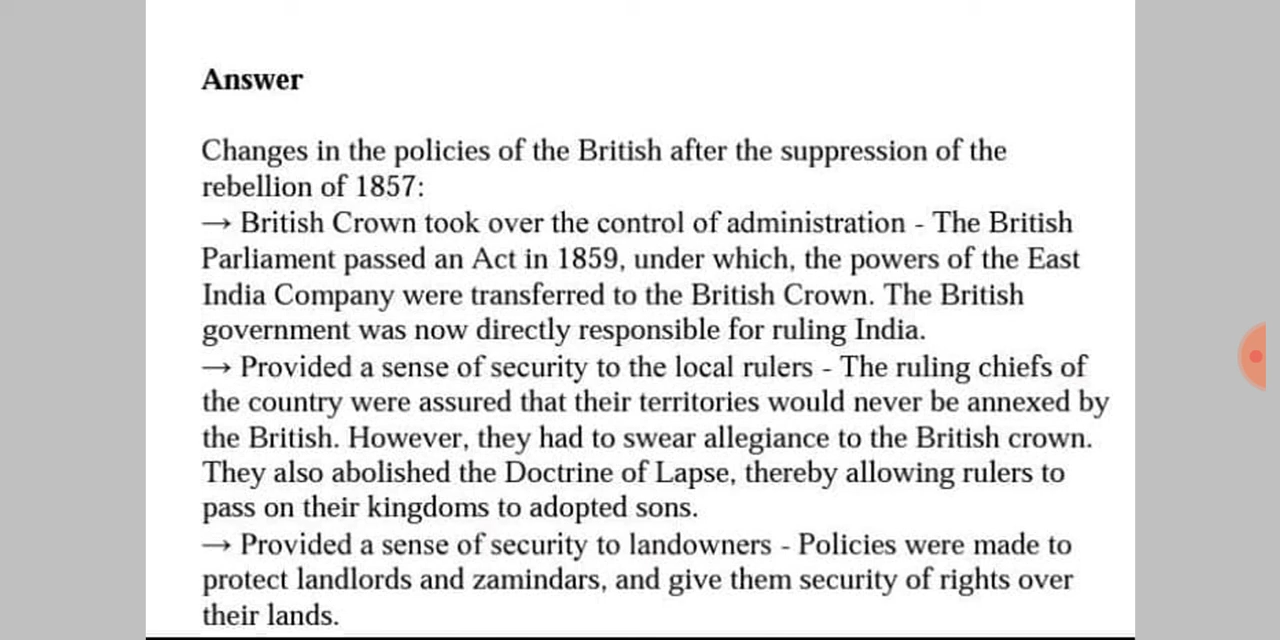 Answer
Changes in the policies of the British after the suppression of the
rebellion of 1857:
→ British Crown took over the control of administration - The British
Parliament passed an Act in 1859, under which, the powers of the East
India Company were transferred to the British Crown. The British
government was now directly responsible for ruling India.
→ Provided a sense of security to the local rulers - The ruling chiefs of
the country were assured that their territories would never be annexed by
the British. However, they had to swear allegiance to the British crown.
They also abolished the Doctrine of Lapse, thereby allowing rulers to
pass on their kingdoms to adopted sons.
→ Provided a sense of security to landowners - Policies were made to
protect landlords and zamindars, and give them security of rights over
their lands.